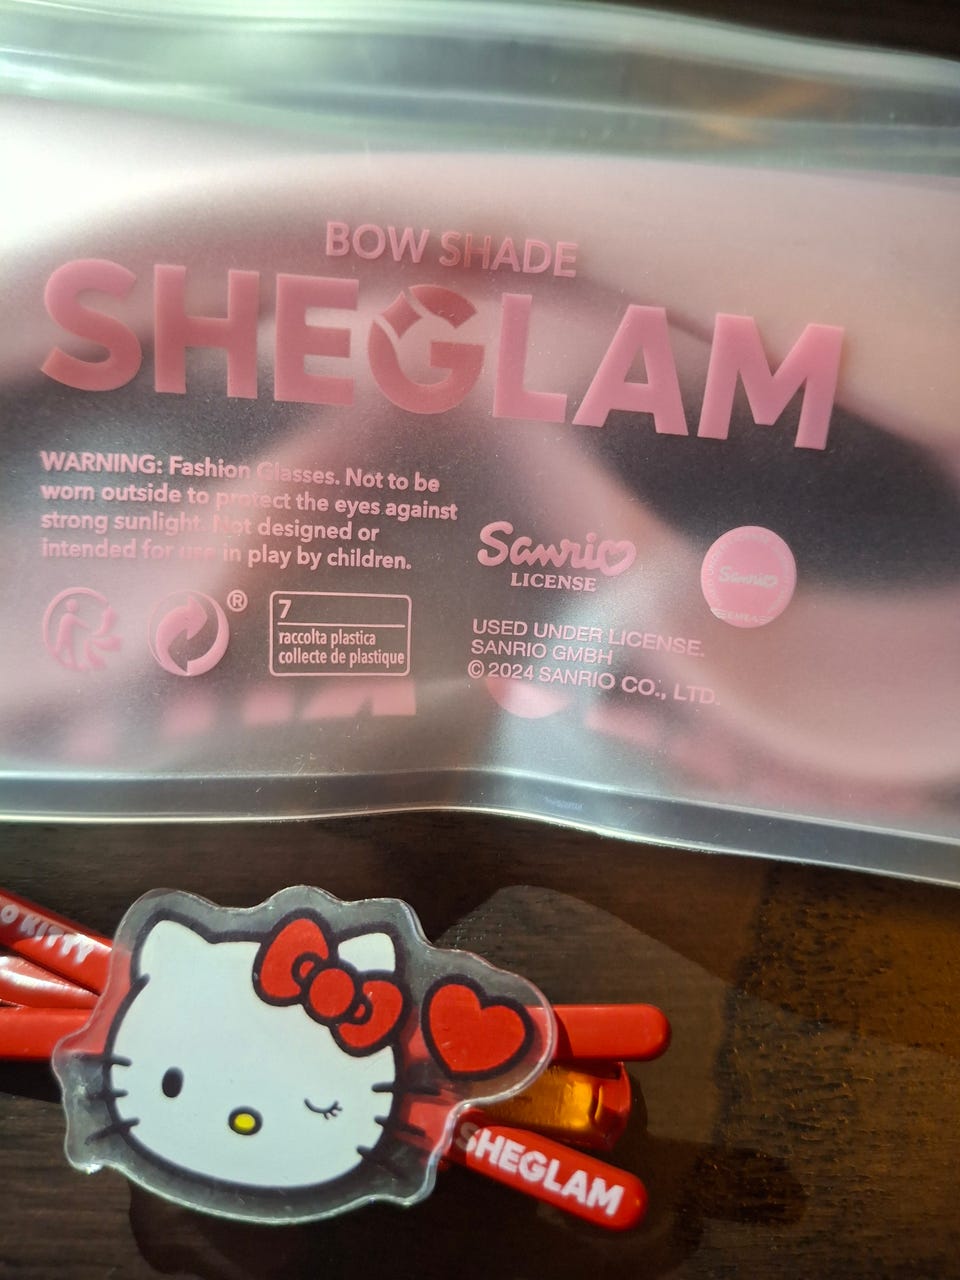 BOW SHADE
SHEGLAM
WARNING: Fashion Glasses. Not to be
worn outside to protect the eyes against
strong sunlight. Not designed or
intended for use in play by children.
®
7
raccolta plastica
collecte de plastique
Sanrio
LICENSE
Sanrio
USED UNDER LICENSE.
SANRIO GMBH
© 2024 SANRIO CO., LTD.
O KITTY
SHEGLAM